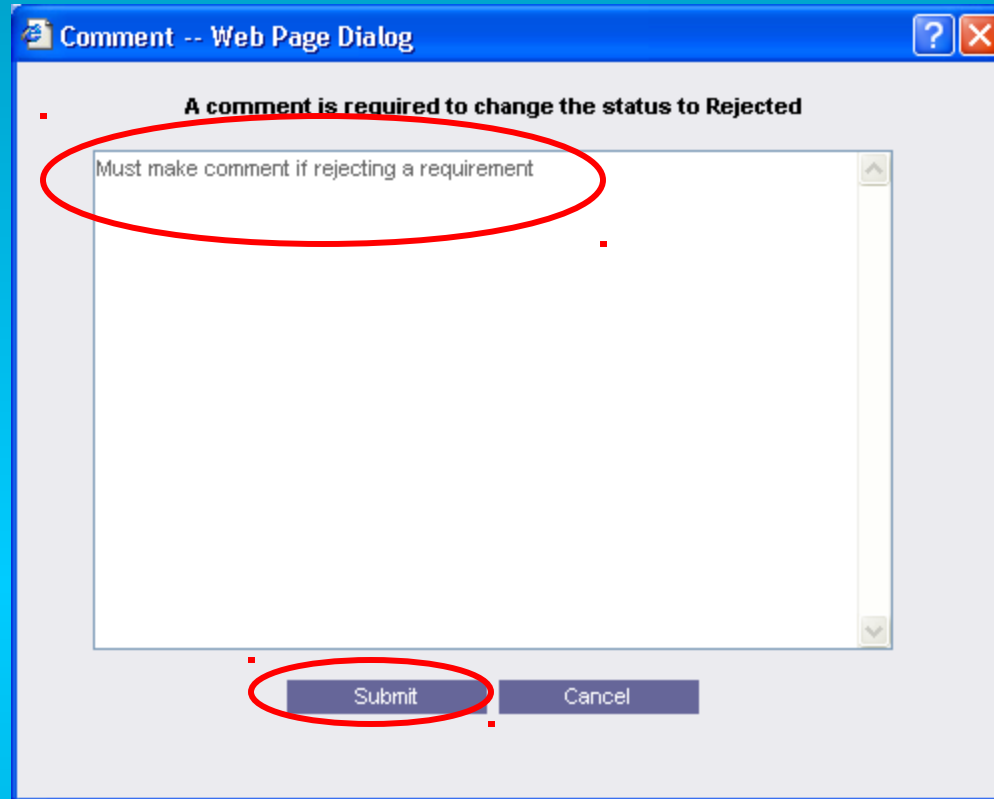 Comment -- Web Page Dialog
A comment is required to change the status to Rejected
Must make comment if rejecting a requirement
Submit Cancel